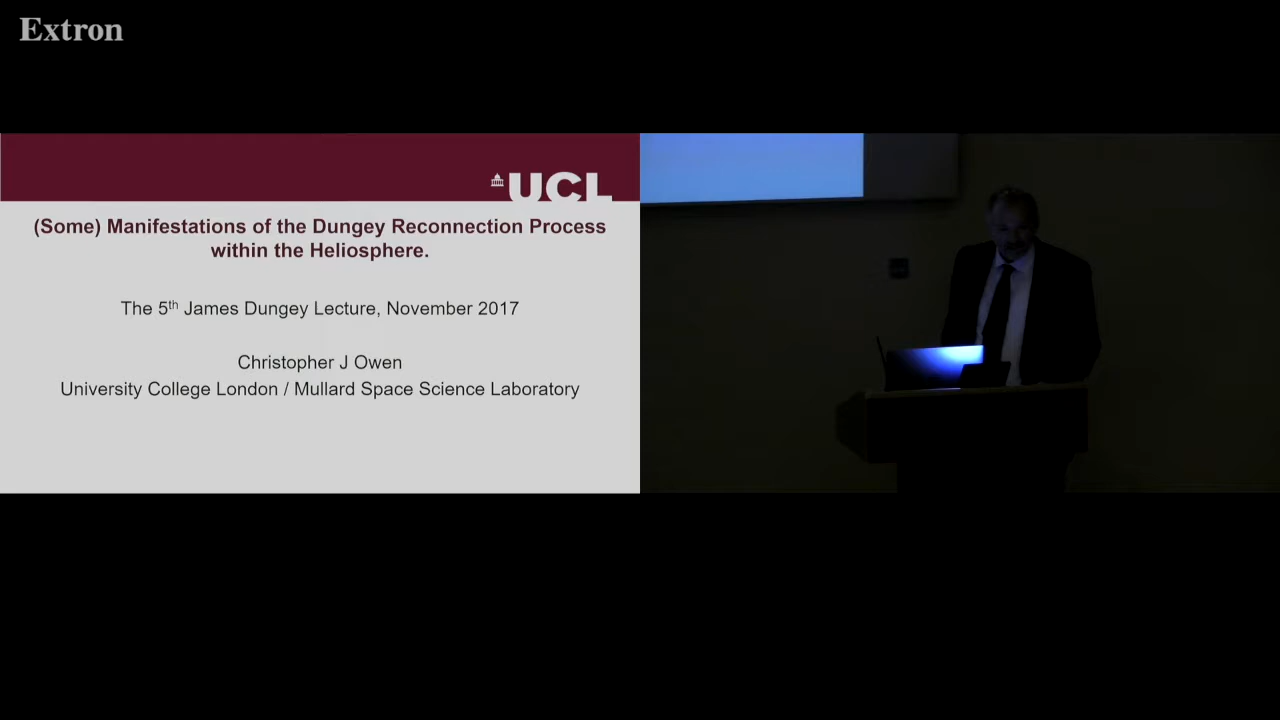 Extron
UCL
(Some) Manifestations of the Dungey Reconnection Process
within the Heliosphere.
The 5th James Dungey Lecture, November 2017
Christopher J Owen
University College London / Mullard Space Science Laboratory